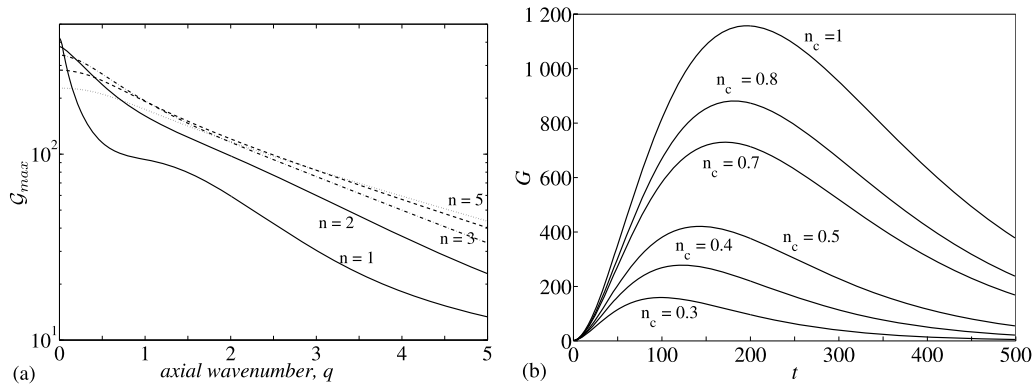 10^2
10^1
G_max
0
1
2
3
4
5
axial wavenumber, q
n = 5
n = 2
n = 3
n = 1
(a)
1 200
1 000
800
600
400
200
0
G
0
100
200
300
400
500
t
n_c =1
n_c = 0.8
n_c = 0.7
n_c = 0.5
n_c = 0.4
n_c = 0.3
(b)